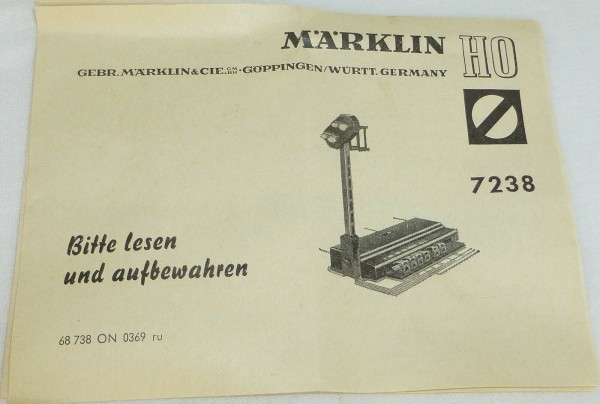 MÄRKLIN HO
GEBR. MÄRKLIN & CIE. GMBH - GÖPPINGEN/WÜRTT. GERMANY
7238
Bitte lesen
und aufbewahren
68 738 ON 0369 ru